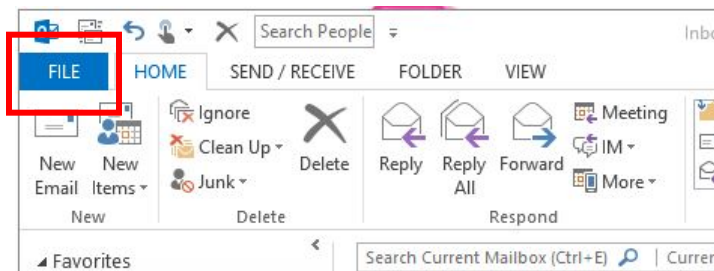 Search People
Inbo
FILE HOME SEND / RECEIVE FOLDER VIEW
Ignore
Clean Up
Junk
New Email
New Items
Delete
Reply
Reply All
Forward
Meeting
IM
More
New Delete Respond
Favorites
Search Current Mailbox (Ctrl+E) Curren